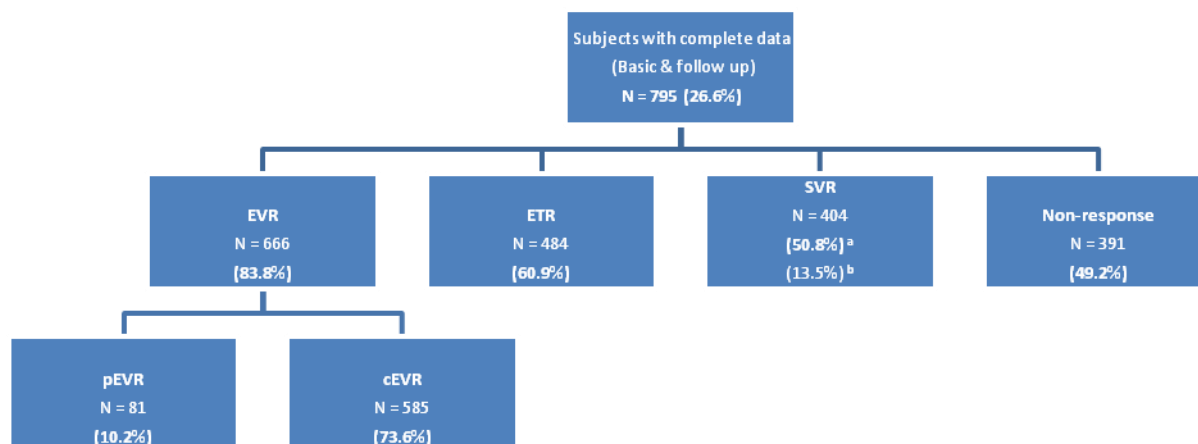 Subjects with complete data
(Basic & follow up)
N = 795 (26.6%)
EVR
N = 666
(83.8%)
ETR
N = 484
(60.9%)
SVR
N = 404
(50.8%) a
(13.5%) b
Non-response
N = 391
(49.2%)
pEVR
N = 81
(10.2%)
cEVR
N = 585
(73.6%)